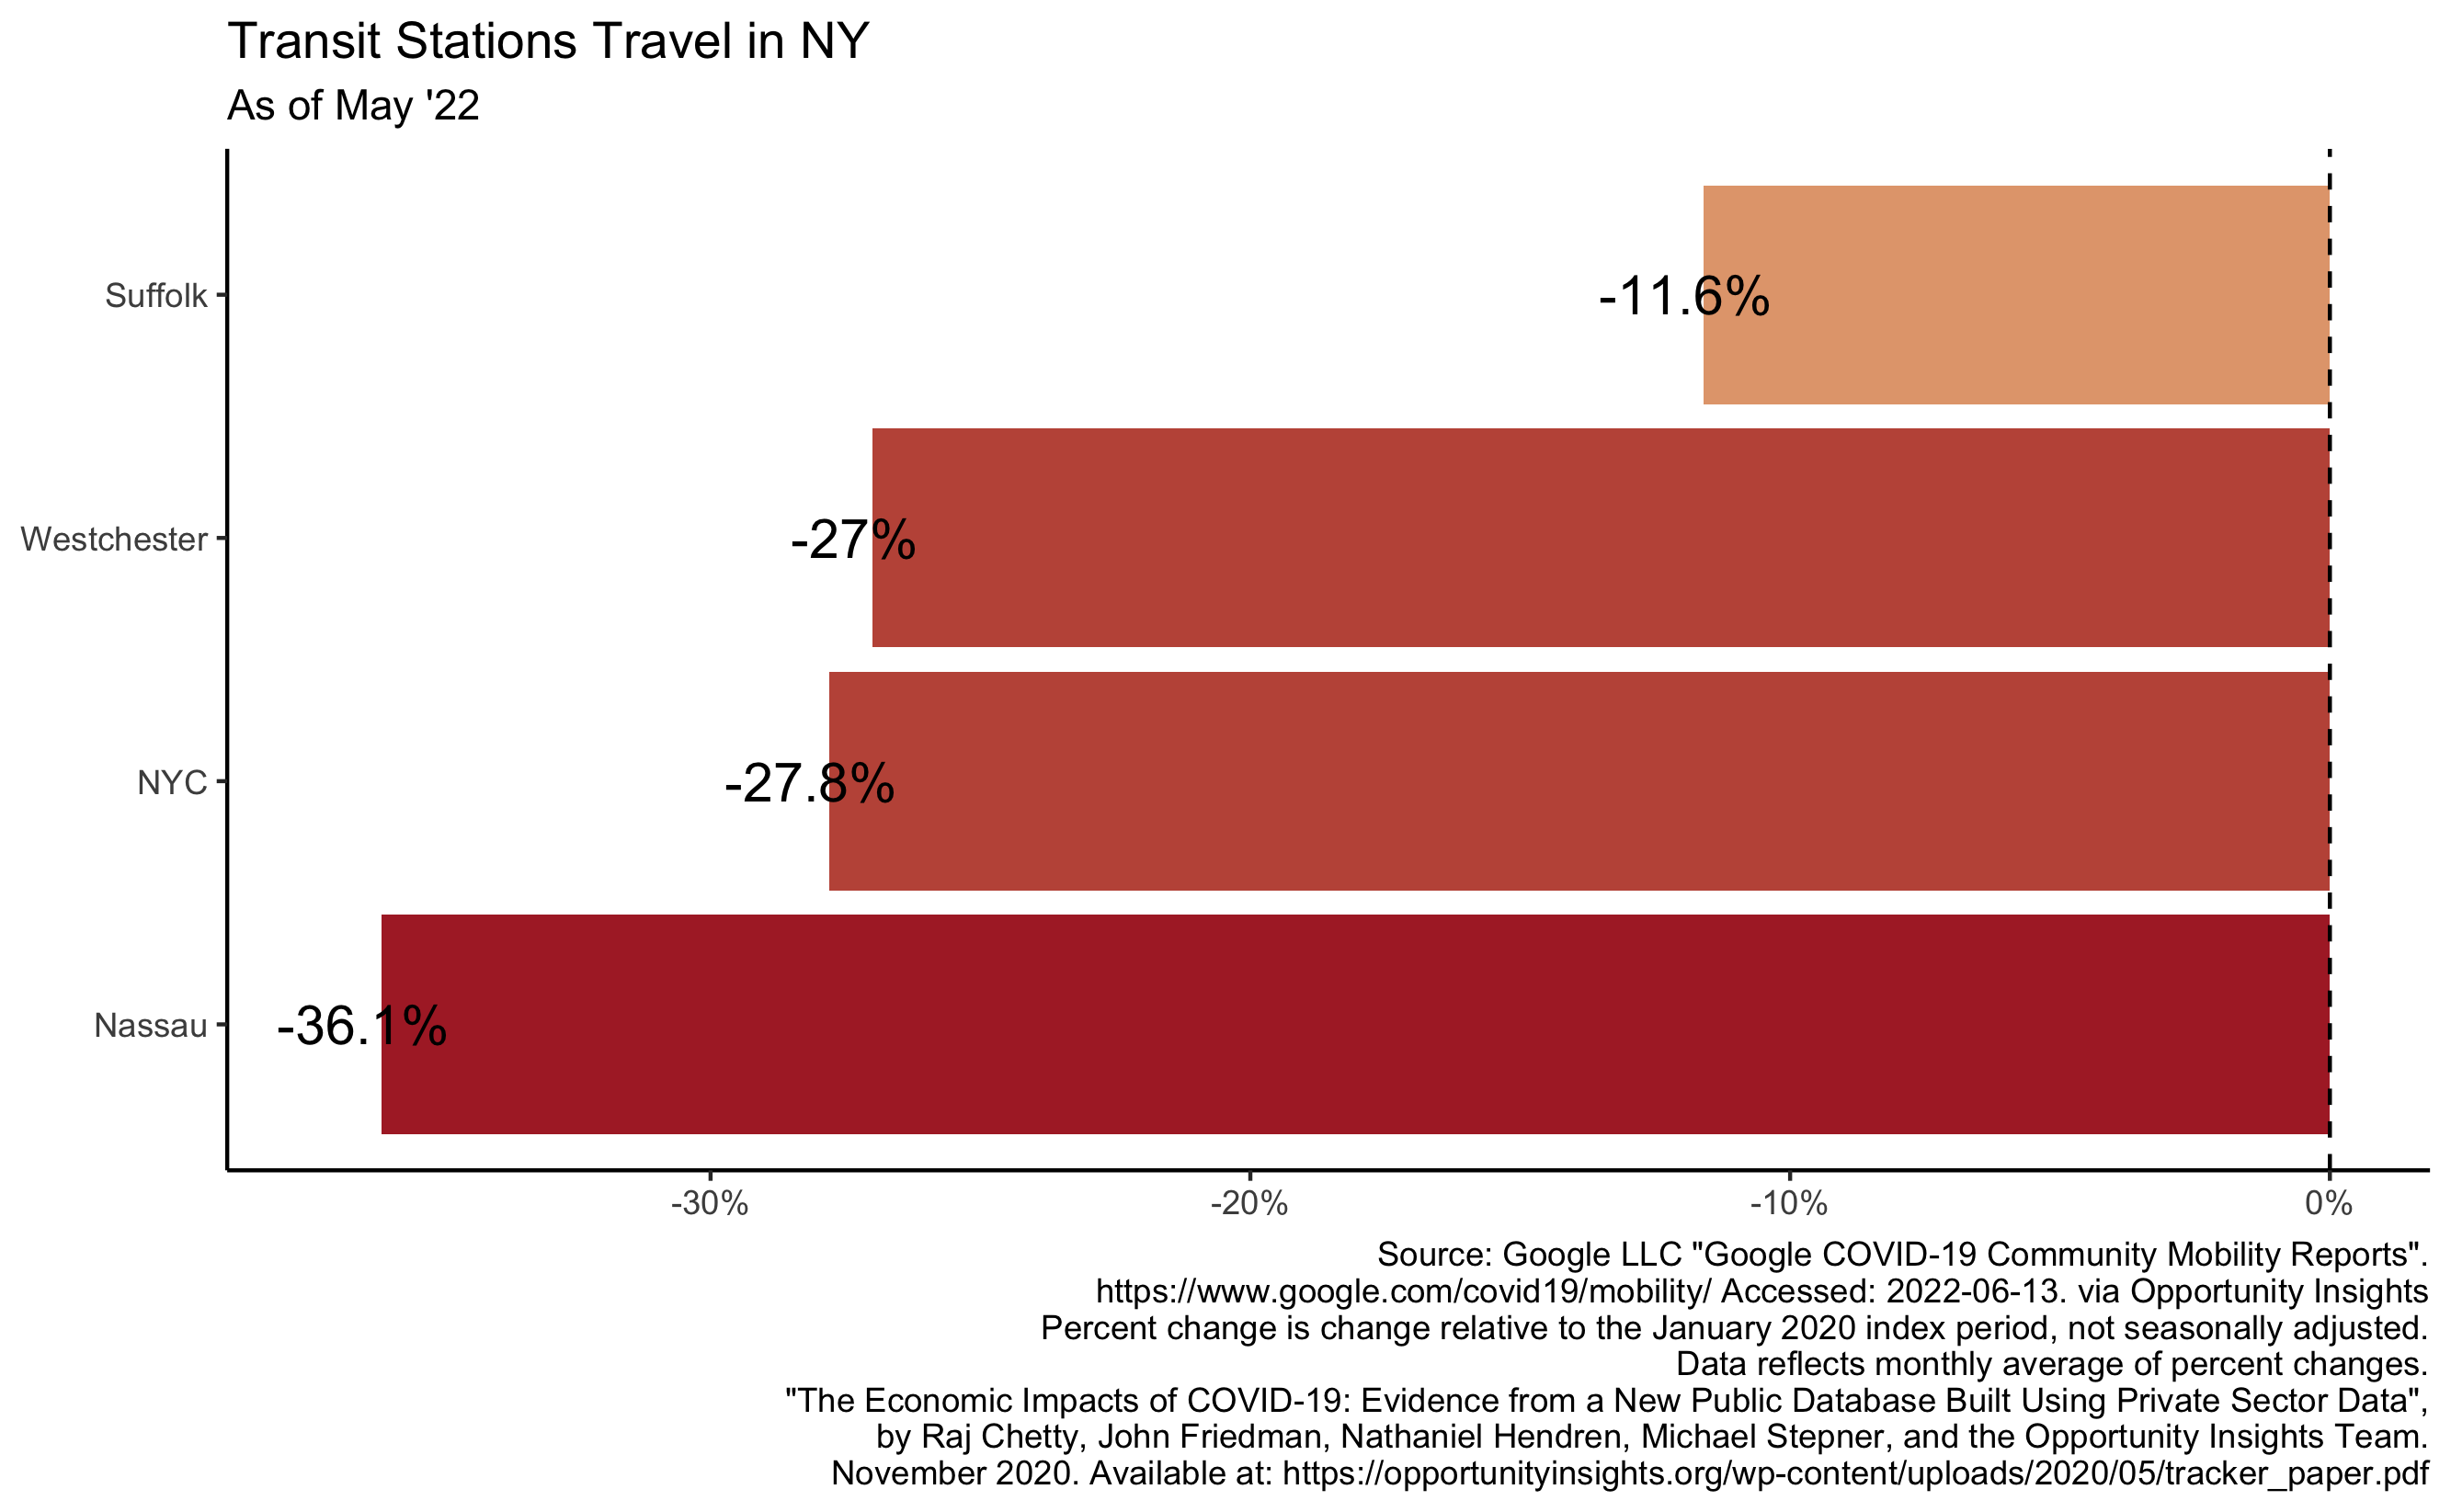 Transit Stations Travel in NY
As of May '22
Suffolk
-11.6%
Westchester
-27%
NYC
-27.8%
Nassau
-36.1%
-30%
-20%
-10%
0%
Source: Google LLC "Google COVID-19 Community Mobility Reports".
https://www.google.com/covid19/mobility/ Accessed: 2022-06-13. via Opportunity Insights
Percent change is change relative to the January 2020 index period, not seasonally adjusted.
Data reflects monthly average of percent changes.
"The Economic Impacts of COVID-19: Evidence from a New Public Database Built Using Private Sector Data",
by Raj Chetty, John Friedman, Nathaniel Hendren, Michael Stepner, and the Opportunity Insights Team.
November 2020. Available at: https://opportunityinsights.org/wp-content/uploads/2020/05/tracker_paper.pdf